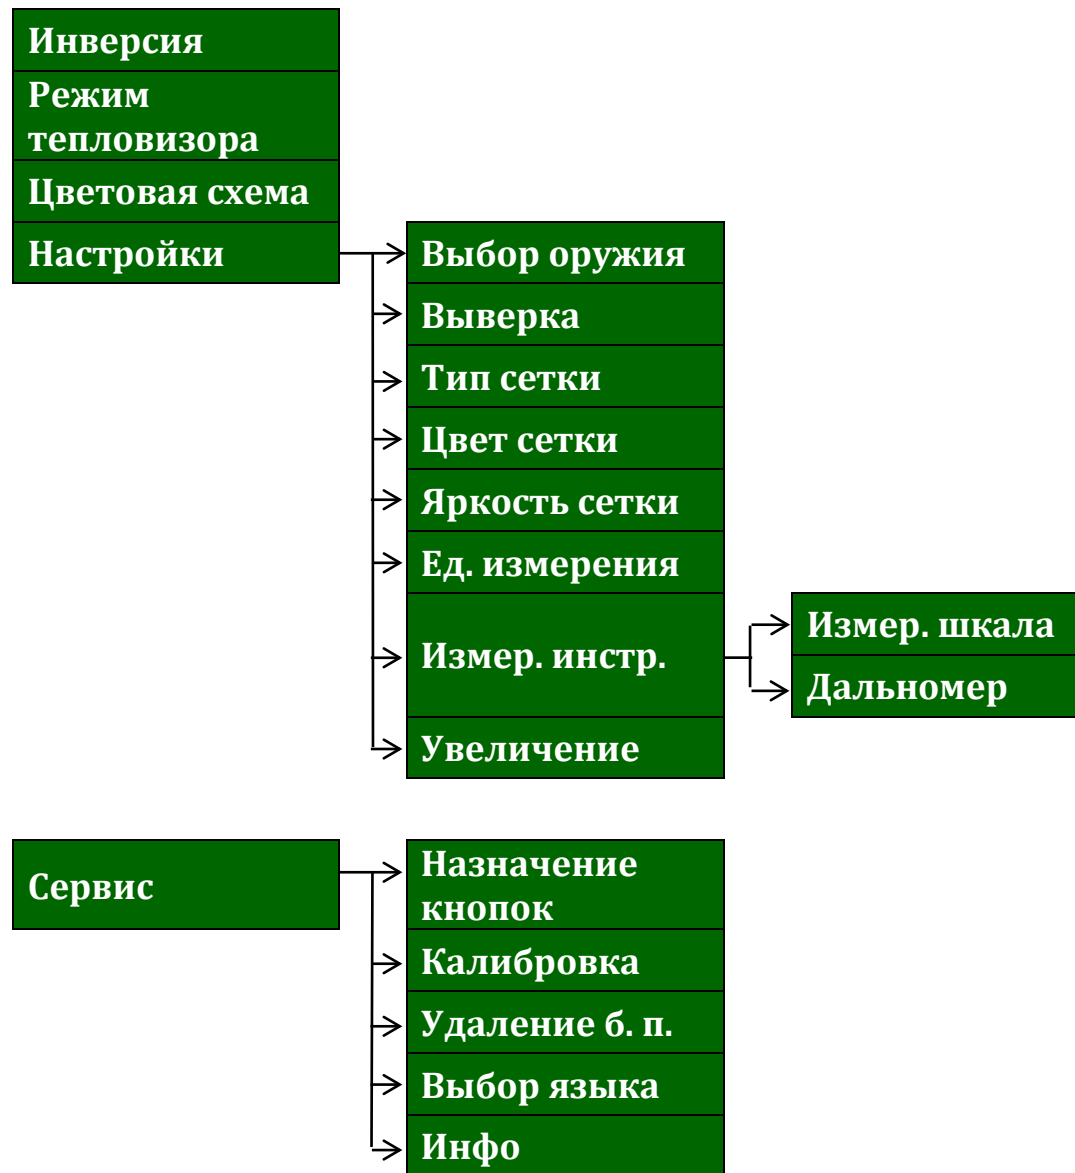 Инверсия
Режим
тепловизора
Цветовая схема
Настройки
Выбор оружия
Выверка
Тип сетки
Цвет сетки
Яркость сетки
Ед. измерения
Измер. инстр.
Измер. шкала
Дальномер
Увеличение
Сервис
Назначение
кнопок
Калибровка
Удаление б. п.
Выбор языка
Инфо